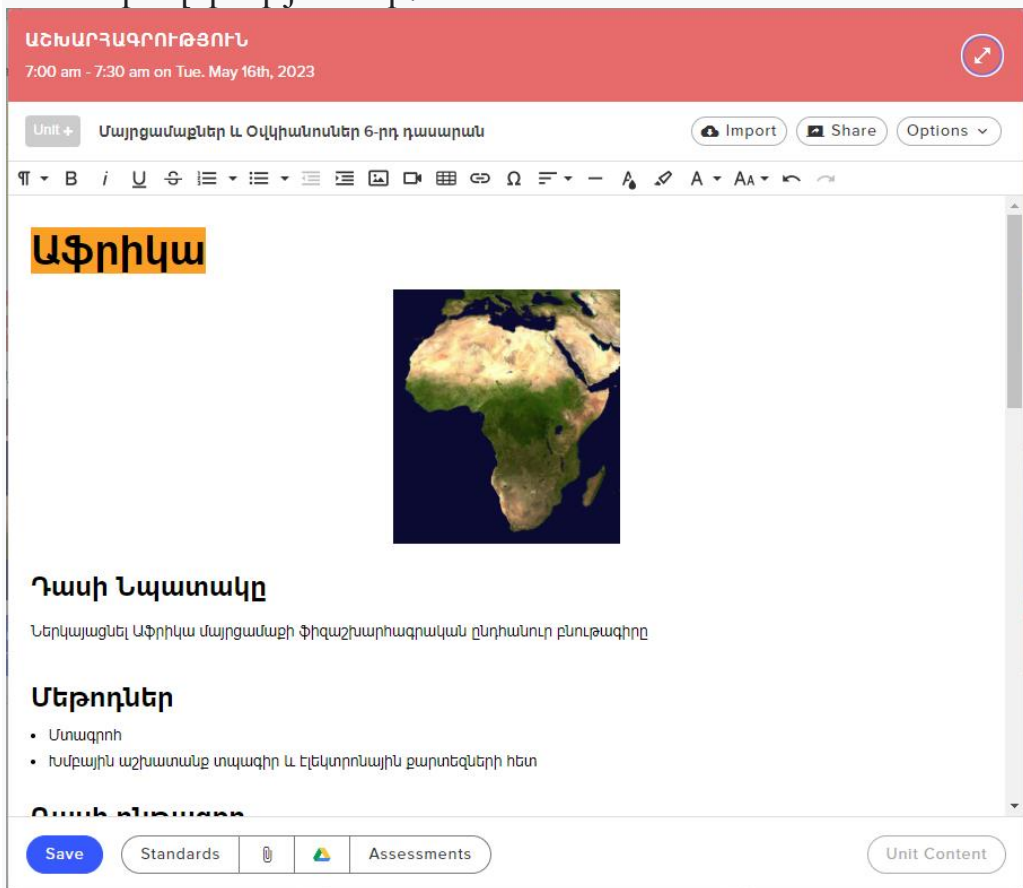 ԱՇԽԱՐՀԱԳՐՈՒԹՅՈՒՆ
7:00 am - 7:30 am on Tue. May 16th, 2023
Unit +
Մայրցամաքներ և Օվկիանոսներ 6-րդ դասարան
Import
Share
Options
Աֆրիկա
Դասի Նպատակը
Ներկայացնել Աֆրիկա մայրցամաքի ֆիզաշխարհագրական ընդհանուր բնութագիրը
Մեթոդներ
• Մտագրոհ
• Խմբային աշխատանք տպագիր և էլեկտրոնային քարտեզների հետ
Save
Standards
Assessments
Unit Content